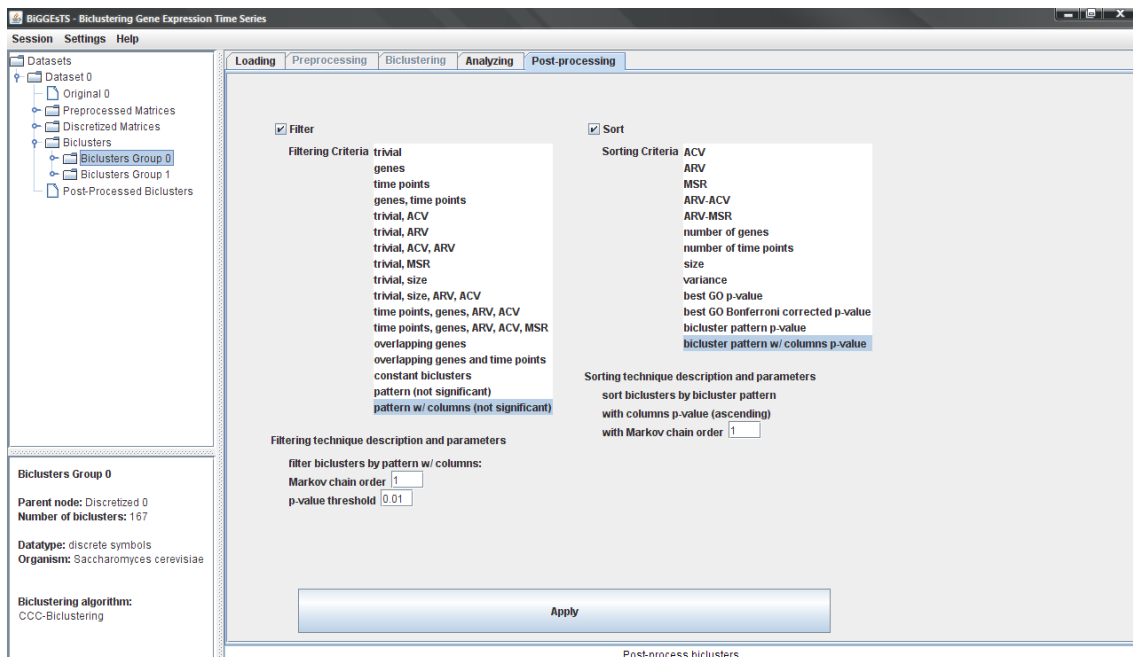 BiGGEsTS - Biclustering Gene Expression Time Series
Session Settings Help
Datasets
Dataset 0
Original 0
Preprocessed Matrices
Discretized Matrices
Biclusters
Biclusters Group 0
Biclusters Group 1
Post-Processed Biclusters
Biclusters Group 0
Parent node: Discretized 0
Number of biclusters: 167
Datatype: discrete symbols
Organism: Saccharomyces cerevisiae
Biclustering algorithm:
CCC-Biclustering
Loading Preprocessing Biclustering Analyzing Post-processing
Filter
Filtering Criteria trivial
genes
time points
genes, time points
trivial, ACV
trivial, ARV
trivial, ACV, ARV
trivial, MSR
trivial, size
trivial, size, ARV, ACV
time points, genes, ARV, ACV
time points, genes, ARV, ACV, MSR
overlapping genes
overlapping genes and time points
constant biclusters
pattern (not significant)
pattern w/ columns (not significant)
Filtering technique description and parameters
filter biclusters by pattern w/ columns:
Markov chain order 1
p-value threshold 0.01
Sort
Sorting Criteria ACV
ARV
MSR
ARV-ACV
ARV-MSR
number of genes
number of time points
size
variance
best GO p-value
best GO Bonferroni corrected p-value
bicluster pattern p-value
bicluster pattern w/ columns p-value
Sorting technique description and parameters
sort biclusters by bicluster pattern
with columns p-value (ascending)
with Markov chain order 1
Apply
Post-process biclusters